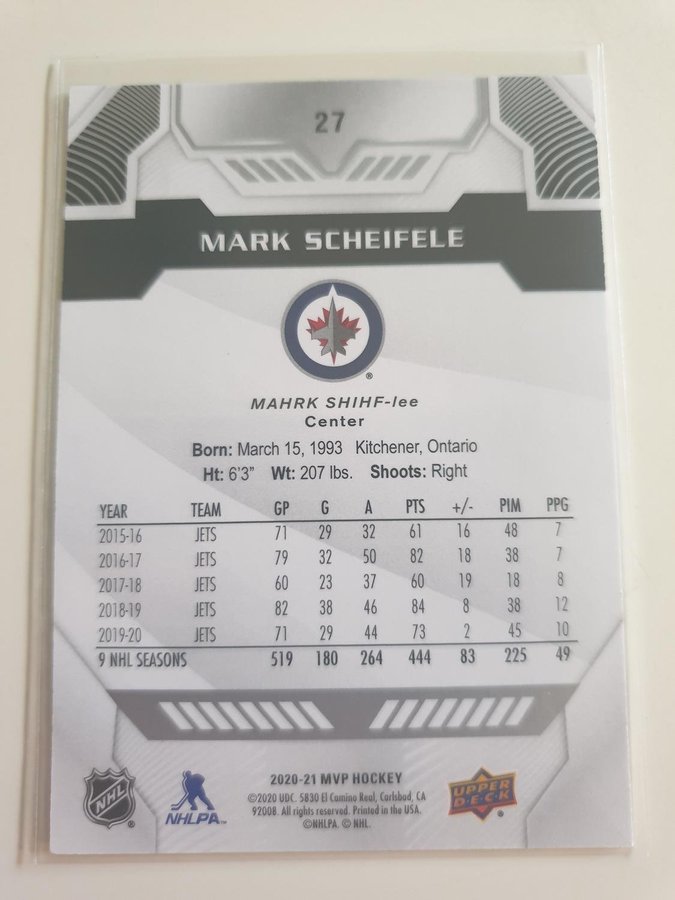 27
MARK SCHEIFELE
®
MAHRK SHIHF-lee
Center
Born: March 15, 1993 Kitchener, Ontario
Ht: 6'3" Wt: 207 lbs. Shoots: Right
YEAR TEAM GP G A PTS +/- PIM PPG
2015-16 JETS 71 29 32 61 16 48 7
2016-17 JETS 79 32 50 82 18 38 7
2017-18 JETS 60 23 37 60 19 18 8
2018-19 JETS 82 38 46 84 8 38 12
2019-20 JETS 71 29 44 73 2 45 10
9 NHL SEASONS 519 180 264 444 83 225 49
NHL ®
NHLPA™
2020-21 MVP HOCKEY
©2020 UDC. 5830 El Camino Real, Carlsbad, CA
92008. All rights reserved. Printed in the USA.
©NHLPA. © NHL.
UPPER
DECK ®